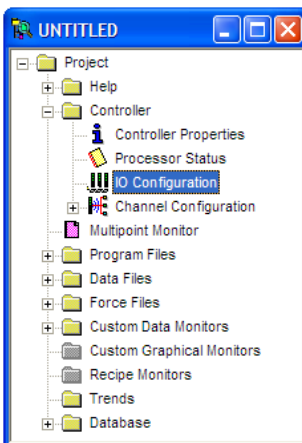 UNTITLED
Project
Help
Controller
Controller Properties
Processor Status
IO Configuration
Channel Configuration
Multipoint Monitor
Program Files
Data Files
Force Files
Custom Data Monitors
Custom Graphical Monitors
Recipe Monitors
Trends
Database